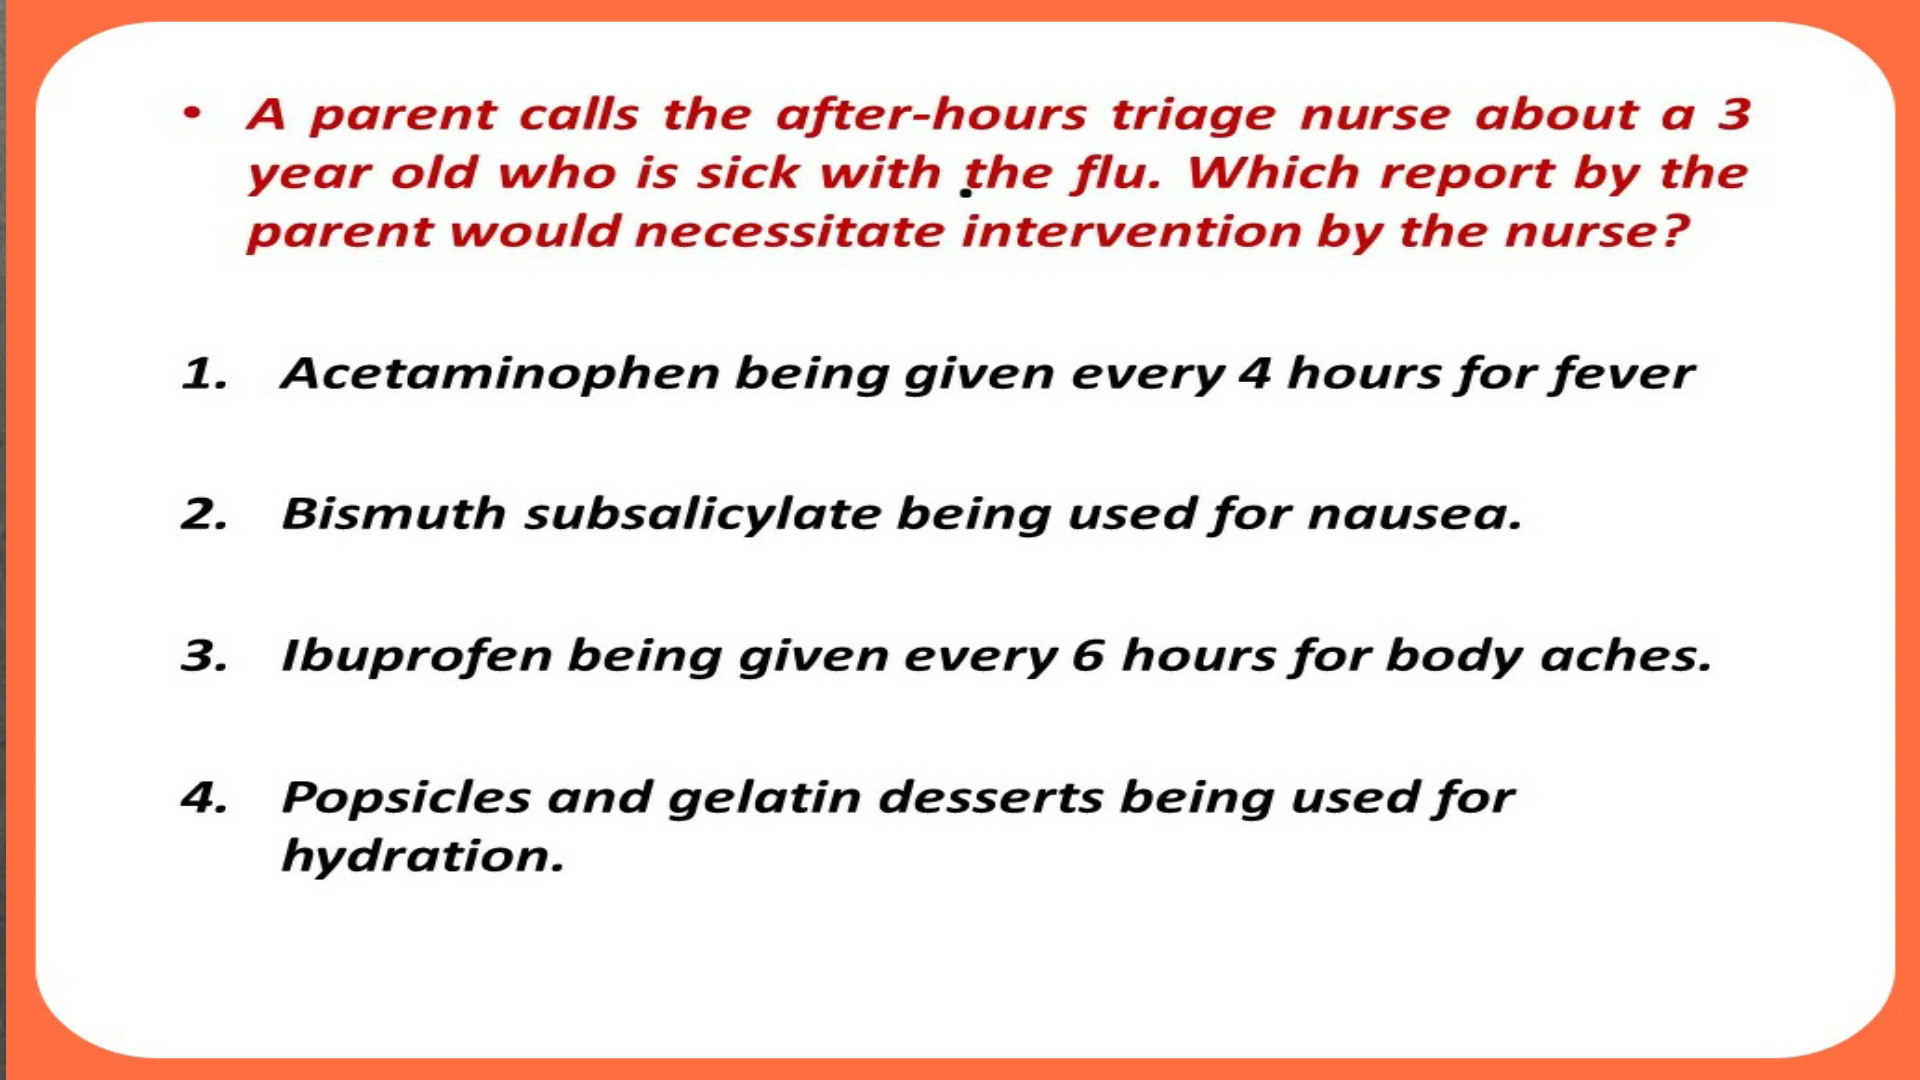 • A parent calls the after-hours triage nurse about a 3
year old who is sick with the flu. Which report by the
parent would necessitate intervention by the nurse?
1. Acetaminophen being given every 4 hours for fever
2. Bismuth subsalicylate being used for nausea.
3. Ibuprofen being given every 6 hours for body aches.
4. Popsicles and gelatin desserts being used for
hydration.